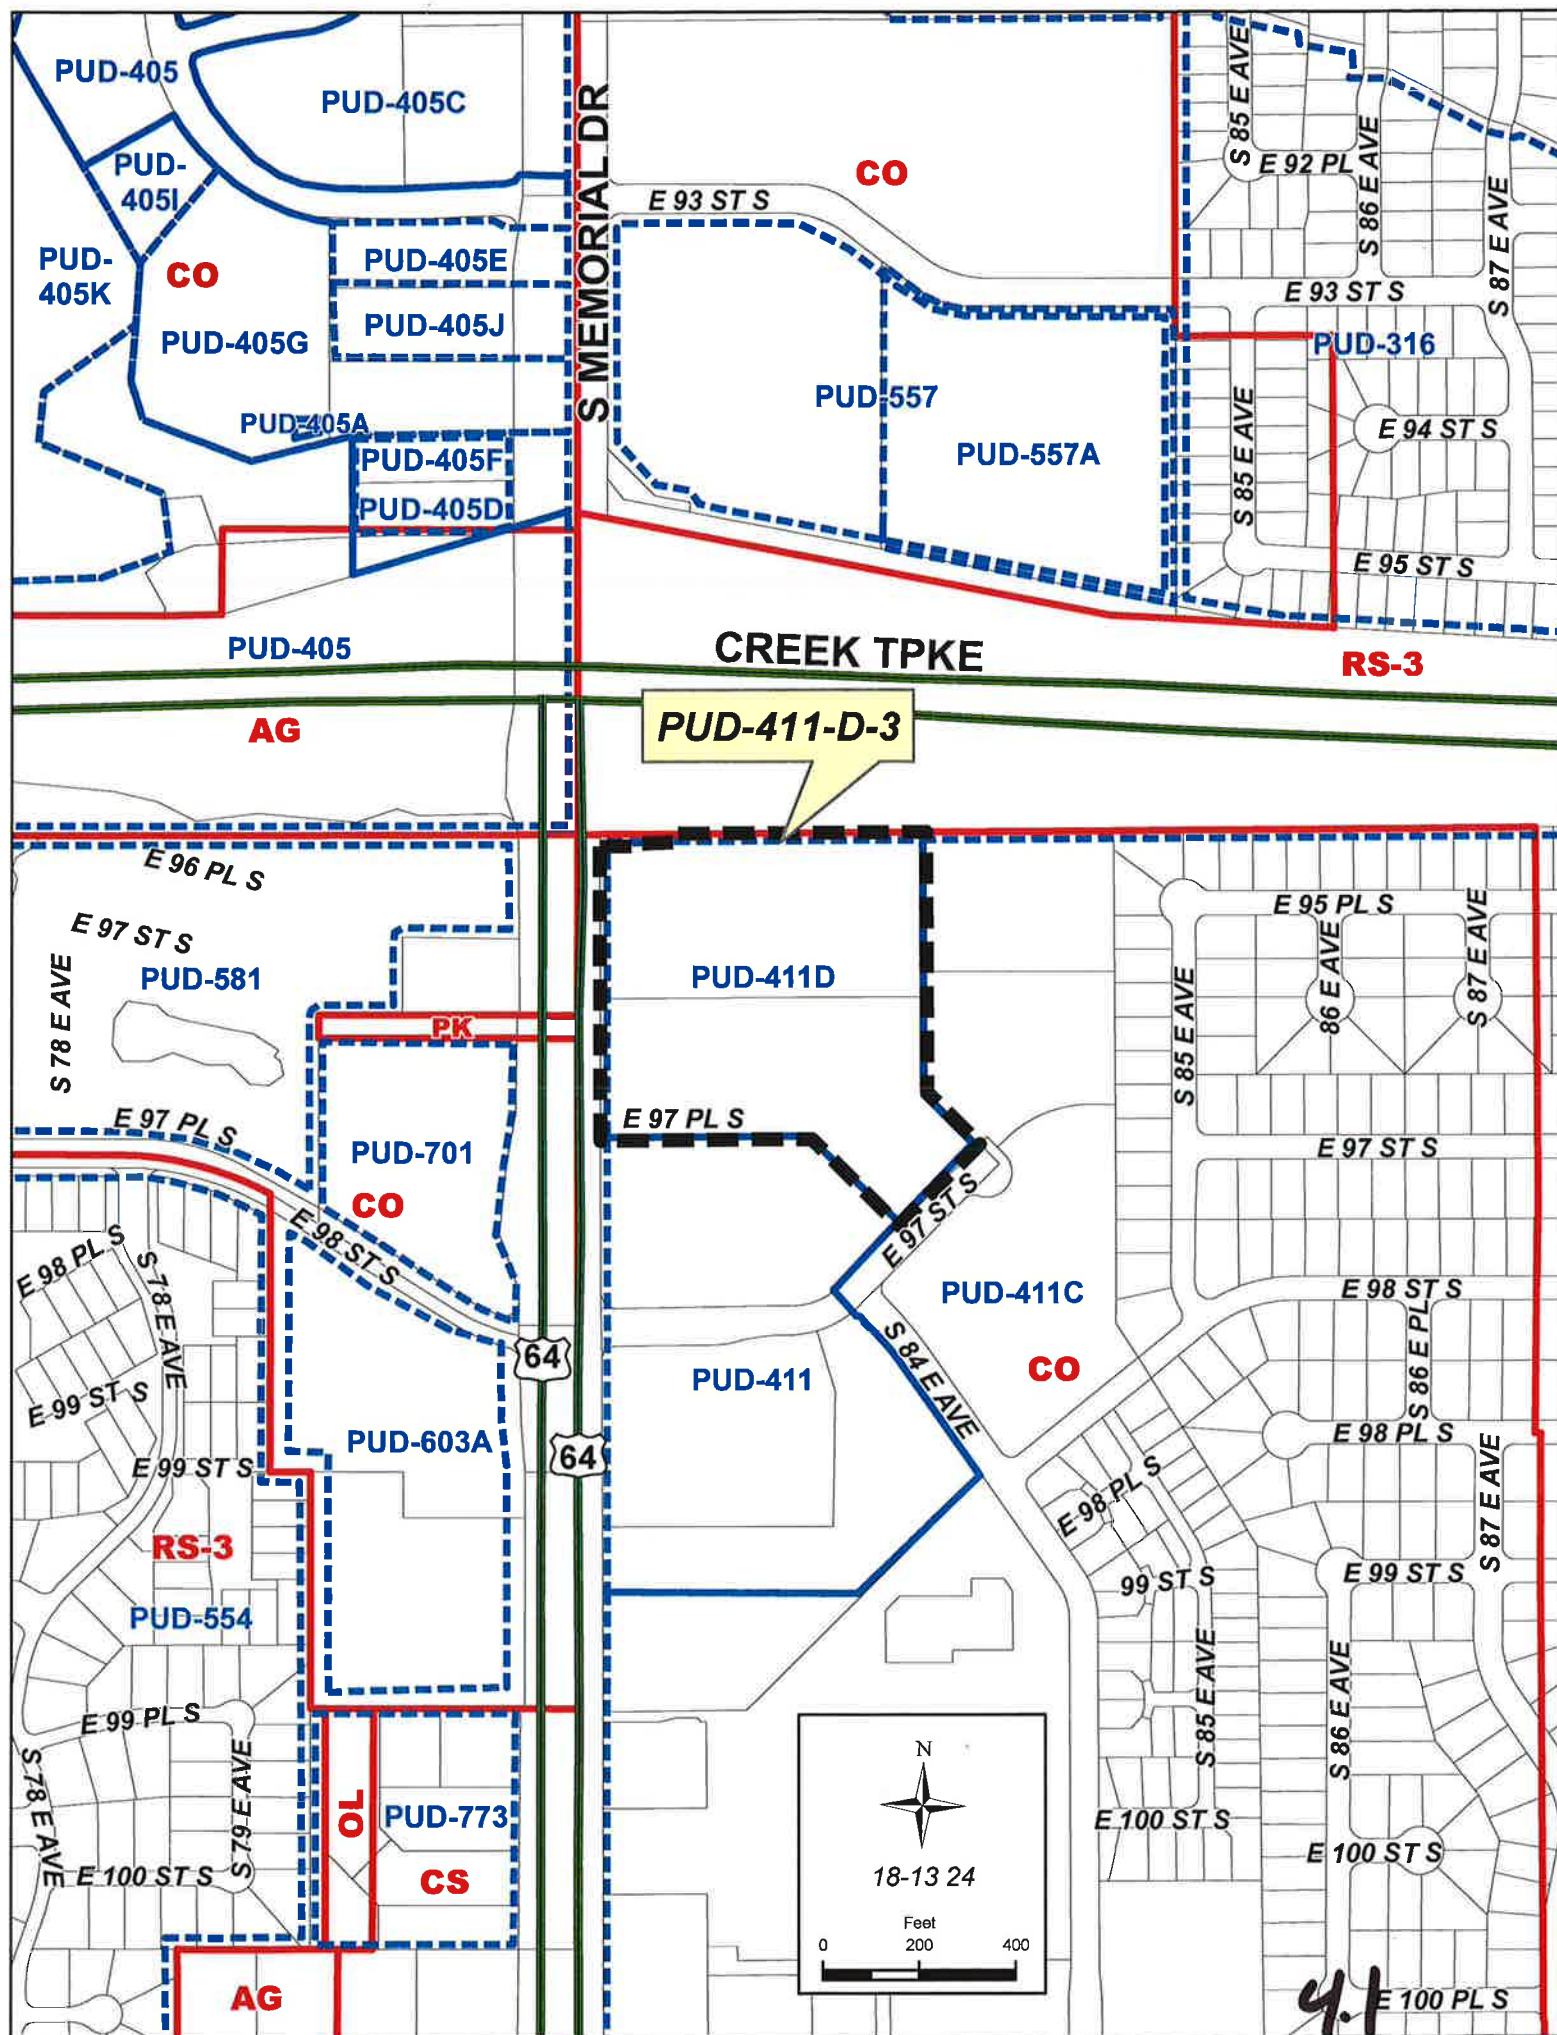 PUD-405
PUD-405C
PUD-
405I
PUD-
405K
CO
PUD-405E
PUD-405J
PUD-405G
PUD-405A
PUD-405F
PUD-405D
S MEMORIAL DR
E 93 ST S
CO
S 85 E AVE
E 92 PL
S 86 E AVE
S 87 E AVE
E 93 ST S
PUD-316
PUD-557
PUD-557A
S 85 E AVE
E 94 ST S
E 95 ST S
PUD-405
CREEK TPKE
RS-3
AG
PUD-411-D-3
E 96 PL S
E 97 ST S
S 78 E AVE
PUD-581
PK
E 97 PL S
PUD-701
CO
E 98 ST S
PUD-411D
E 97 PL S
E 97 ST S
S 85 E AVE
E 95 PL S
86 E AVE
S 87 E AVE
E 97 ST S
PUD-411C
CO
E 98 ST S
S 86 E PL
E 98 PL S
S 87 E AVE
E 98 PL S
S 78 E AVE
E 99 ST S
E 99 ST S
RS-3
PUD-554
PUD-603A
64
64
PUD-411
S 84 E AVE
E 98 PL S
99 ST S
E 99 ST S
S 85 E AVE
S 86 E AVE
E 99 PL S
S 78 E AVE
S 79 E AVE
E 100 ST S
OL
PUD-773
CS
AG
N
18-13 24
Feet
0 200 400
E 100 ST S
E 100 ST S
4.1
E 100 PL S